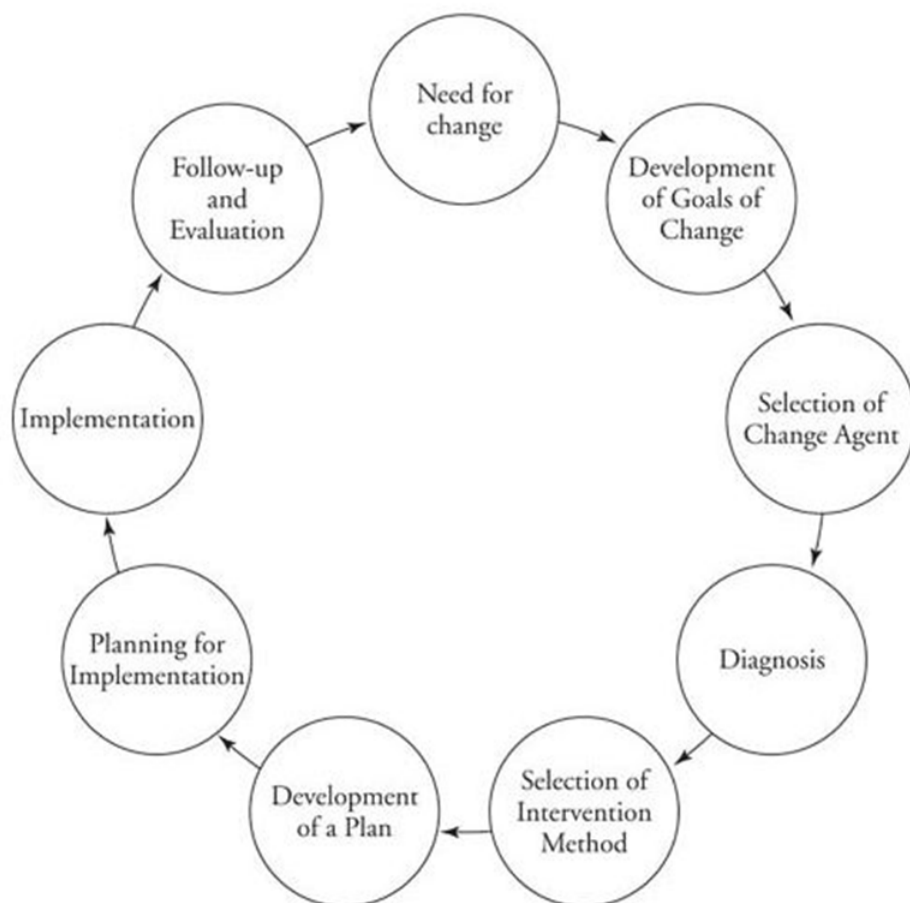 Need for
change
Development
of Goals of
Change
Selection of
Change Agent
Diagnosis
Selection of
Intervention
Method
Development
of a Plan
Planning for
Implementation
Implementation
Follow-up
and
Evaluation